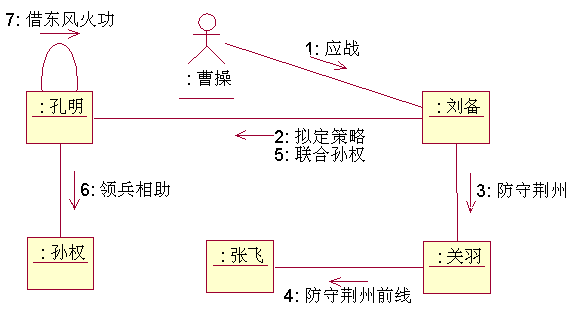 7: 借东风火功
: 曹操
1: 应战
: 孔明
: 刘备
2: 拟定策略
5: 联合孙权
6: 领兵相助
3: 防守荆州
: 孙权
: 张飞
: 关羽
4: 防守荆州前线